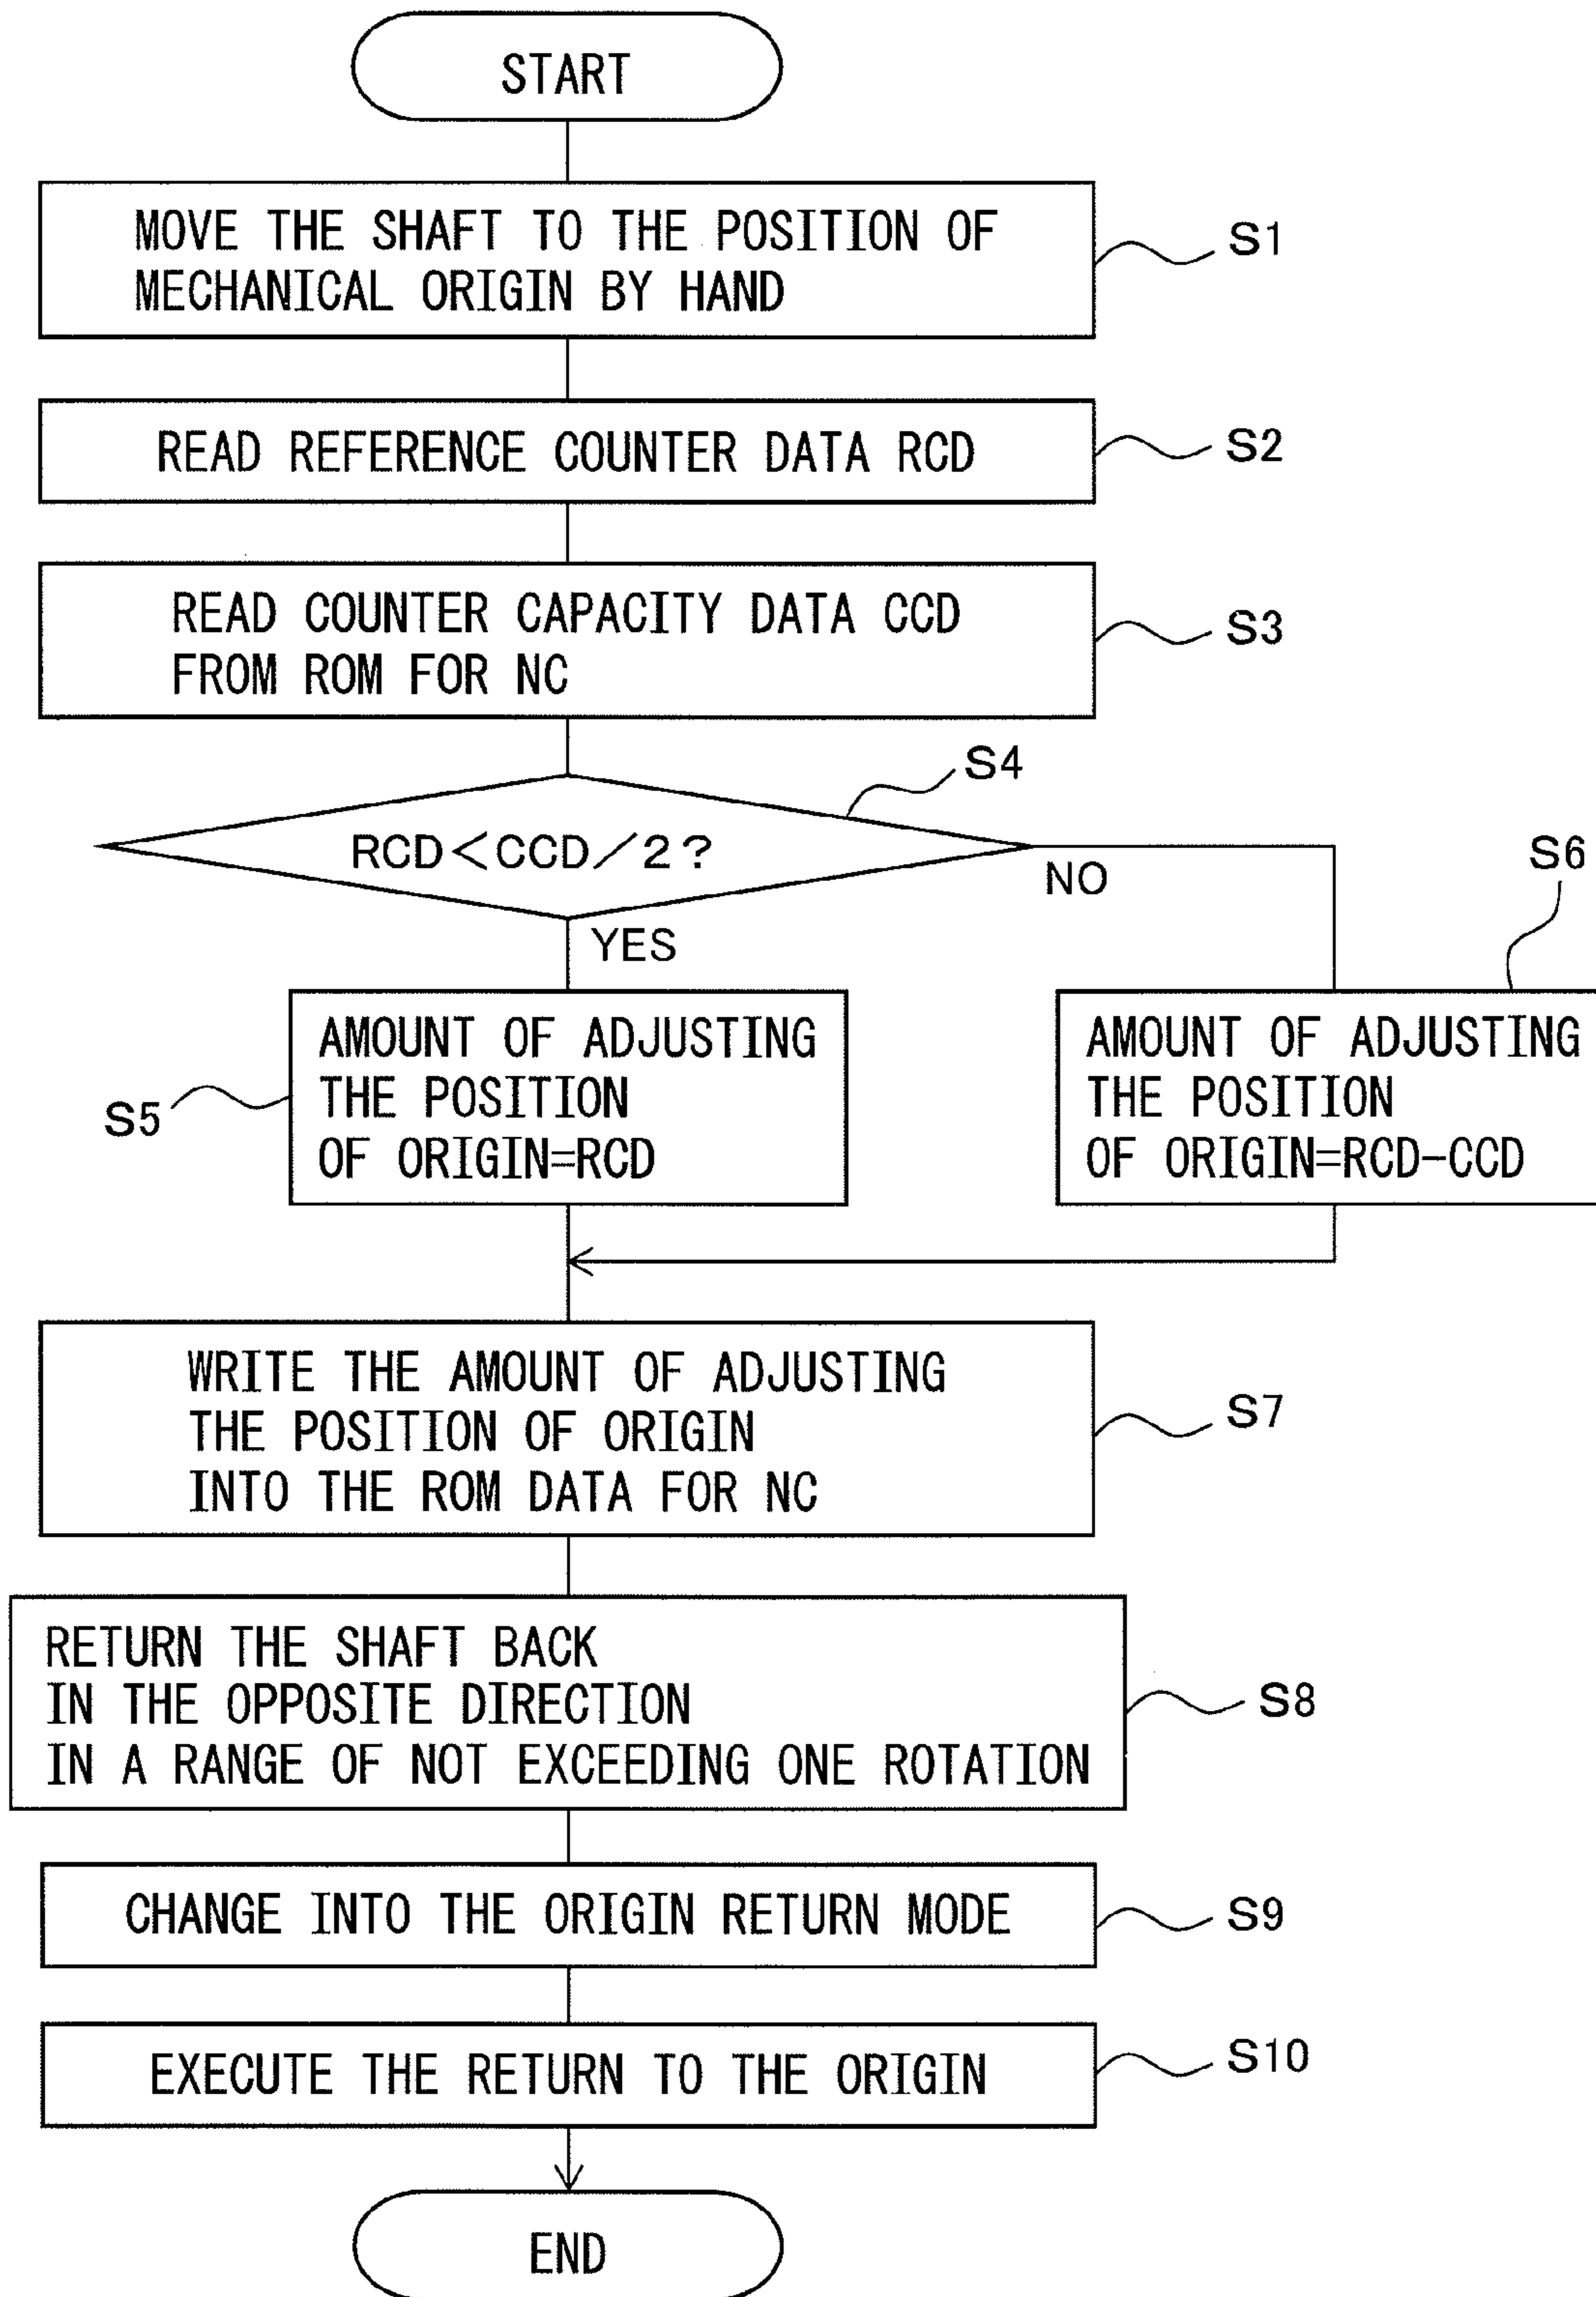 START
MOVE THE SHAFT TO THE POSITION OF
MECHANICAL ORIGIN BY HAND
S1
READ REFERENCE COUNTER DATA RCD
S2
READ COUNTER CAPACITY DATA CCD
FROM ROM FOR NC
S3
S4
RCD<CCD/2?
NO
YES
S6
AMOUNT OF ADJUSTING
THE POSITION
OF ORIGIN=RCD
S5
AMOUNT OF ADJUSTING
THE POSITION
OF ORIGIN=RCD-CCD
WRITE THE AMOUNT OF ADJUSTING
THE POSITION OF ORIGIN
INTO THE ROM DATA FOR NC
S7
RETURN THE SHAFT BACK
IN THE OPPOSITE DIRECTION
IN A RANGE OF NOT EXCEEDING ONE ROTATION
S8
CHANGE INTO THE ORIGIN RETURN MODE
S9
EXECUTE THE RETURN TO THE ORIGIN
S10
END